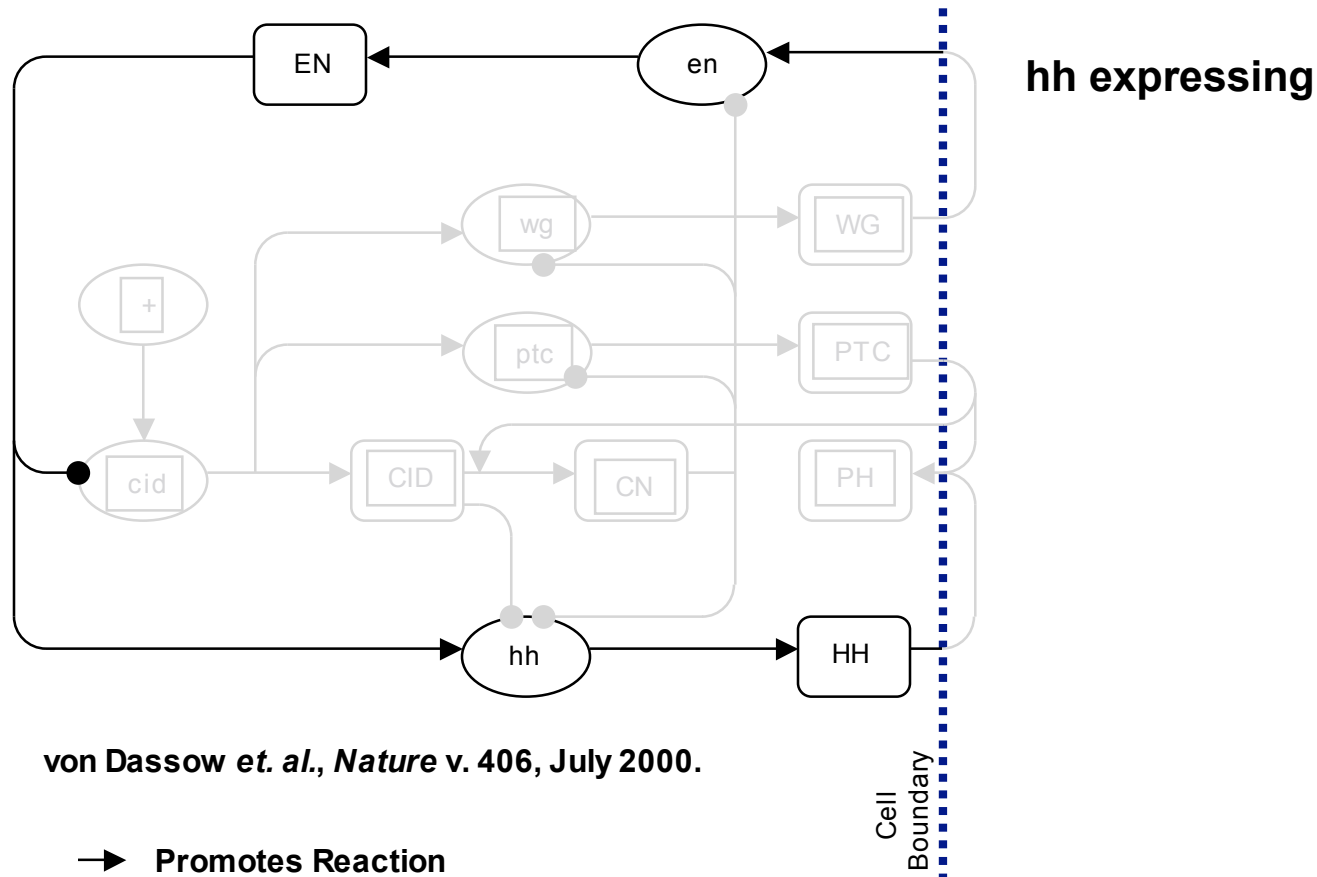 EN
en
hh expressing
wg
WG
+
ptc
PTC
cid
CID
CN
PH
hh
HH
von Dassow et. al., Nature v. 406, July 2000.
Cell
Boundary
Promotes Reaction